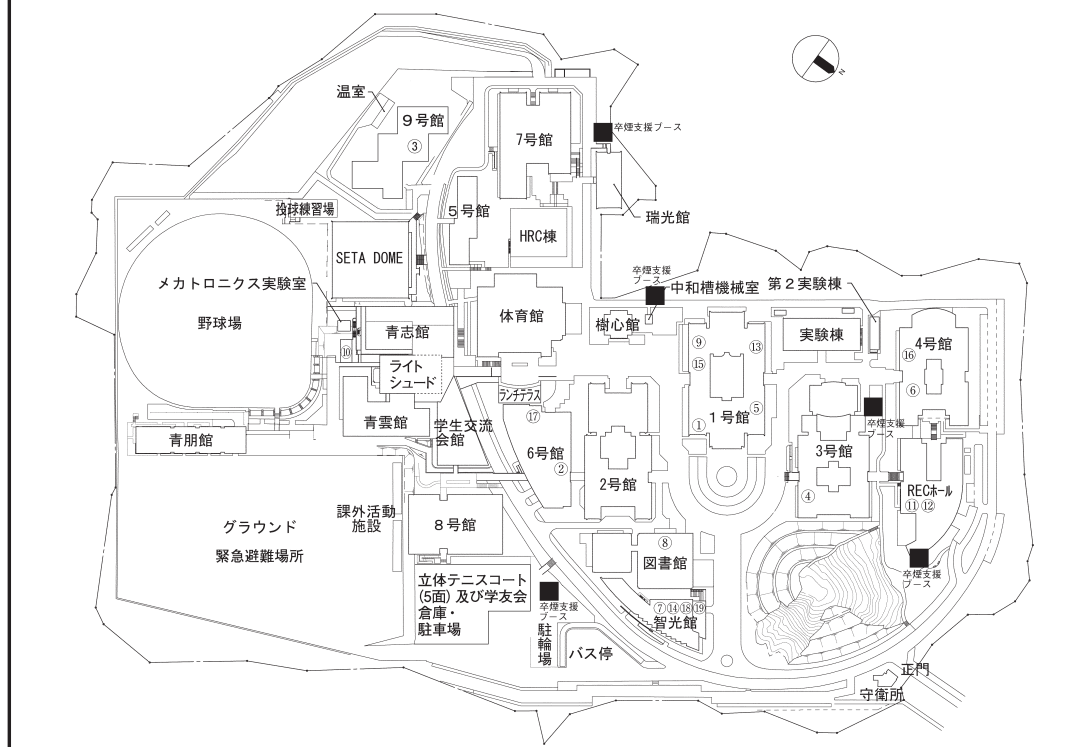 N
温室
9号館
③
7号館
卒煙支援ブース
投球練習場
5号館
瑞光館
HRC棟
SETA DOME
卒煙支援
ブース
中和槽機械室
第2実験棟
メカトロニクス実験室
野球場
青志館
体育館
樹心館
⑨
⑬
実験棟
4号館
⑯
⑩
ライト
シュード
⑮
⑥
ランチテラス
⑰
1号館
⑤
①
卒煙支援
ブース
青雲館
学生交流
会館
青朋館
6号館
②
2号館
3号館
④
RECホール
⑪ ⑫
課外活動
施設
8号館
グラウンド
緊急避難場所
⑧
図書館
卒煙支援
ブース
立体テニスコート
(5面)及び学友会
倉庫・
駐車場
卒煙支援
ブース
⑦⑭⑱⑲
智光館
駐輪場
バス停
正門
守衛所